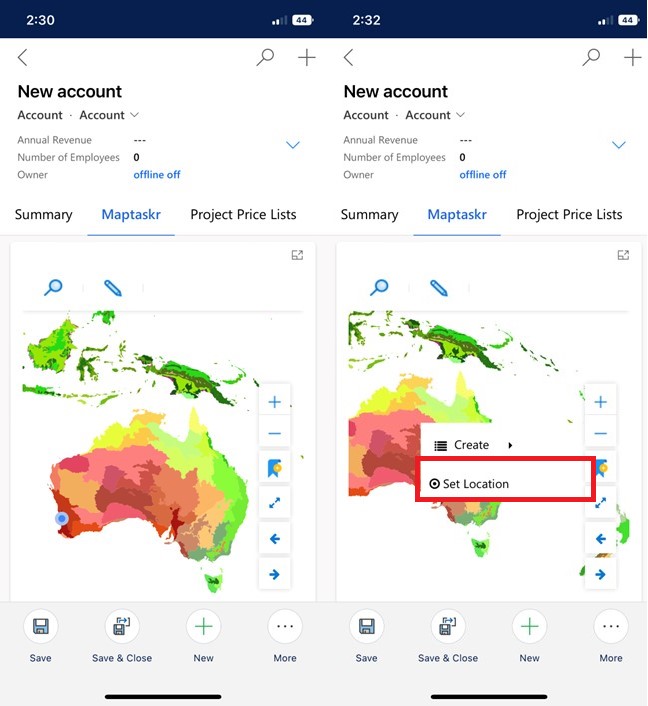 2:30
44
New account
Account · Account
Annual Revenue ---
Number of Employees 0
Owner offline off
Summary Maptaskr Project Price Lists
Save Save & Close New More
2:32
44
New account
Account · Account
Annual Revenue ---
Number of Employees 0
Owner offline off
Summary Maptaskr Project Price Lists
Create
Set Location
Save Save & Close New More